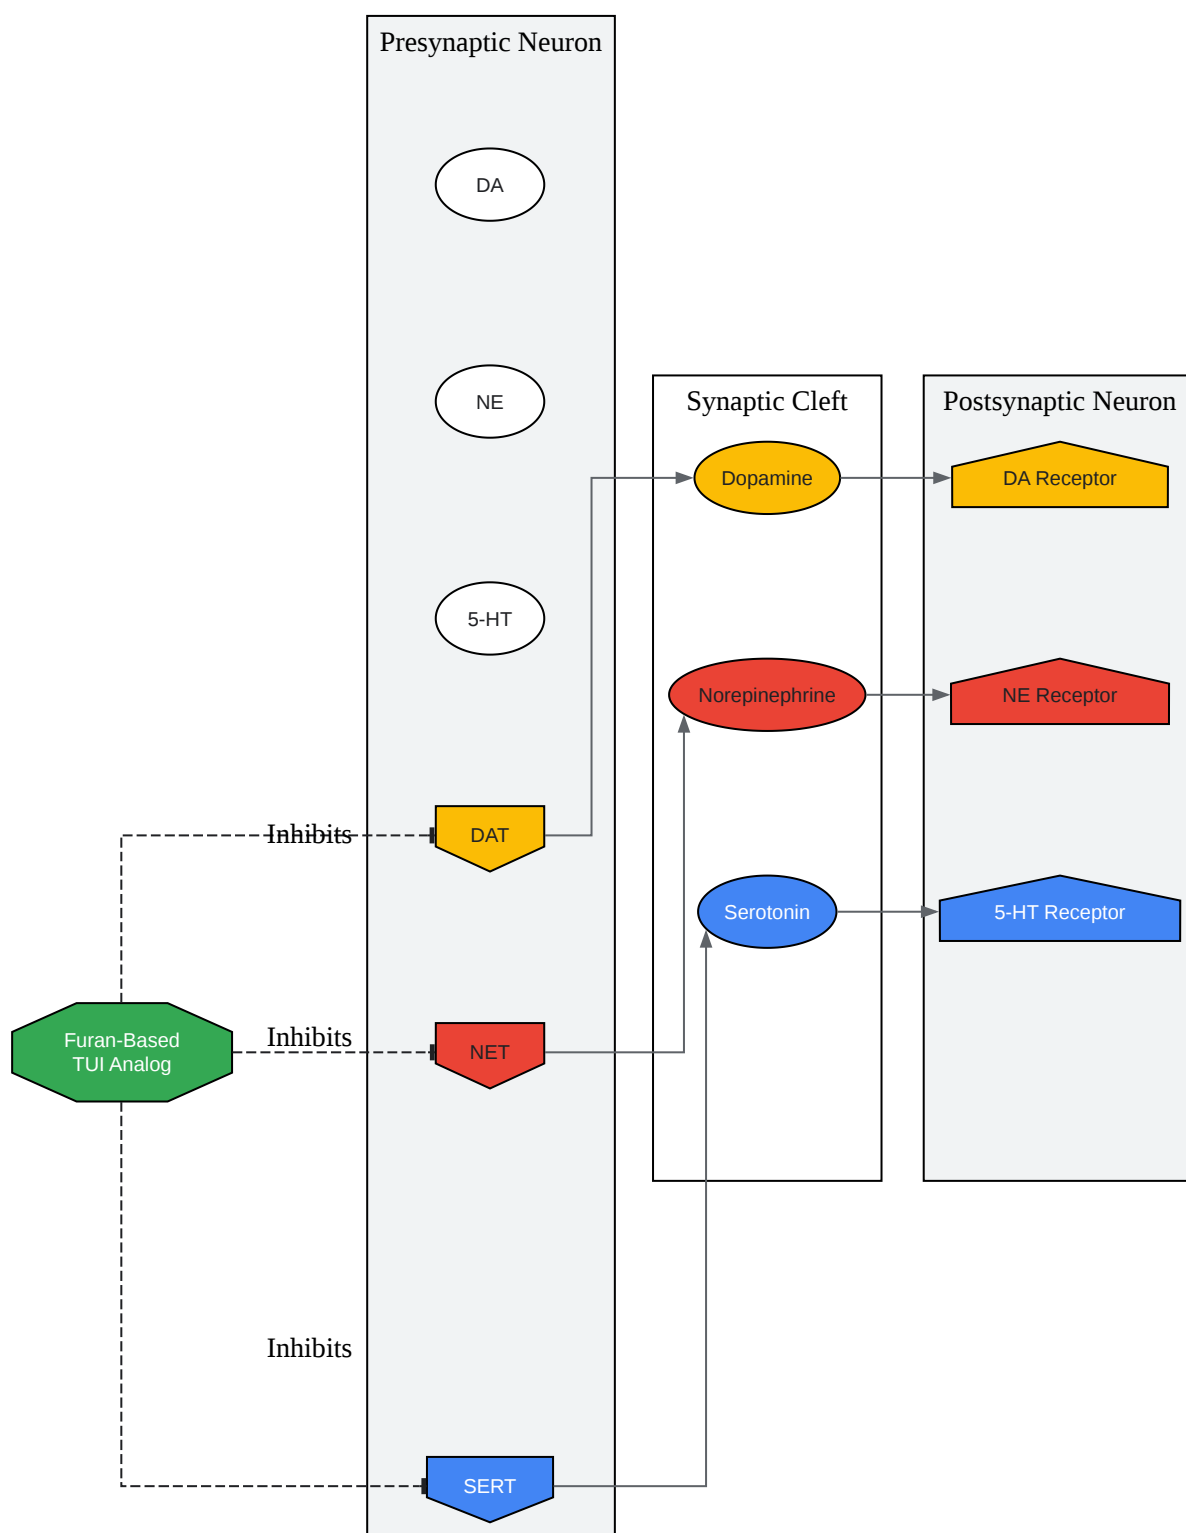 Presynaptic Neuron
DA
NE
5-HT
DAT
NET
SERT
Synaptic Cleft
Dopamine
Norepinephrine
Serotonin
Postsynaptic Neuron
DA Receptor
NE Receptor
5-HT Receptor
Inhibits
Inhibits
Inhibits
Furan-Based
TUI Analog